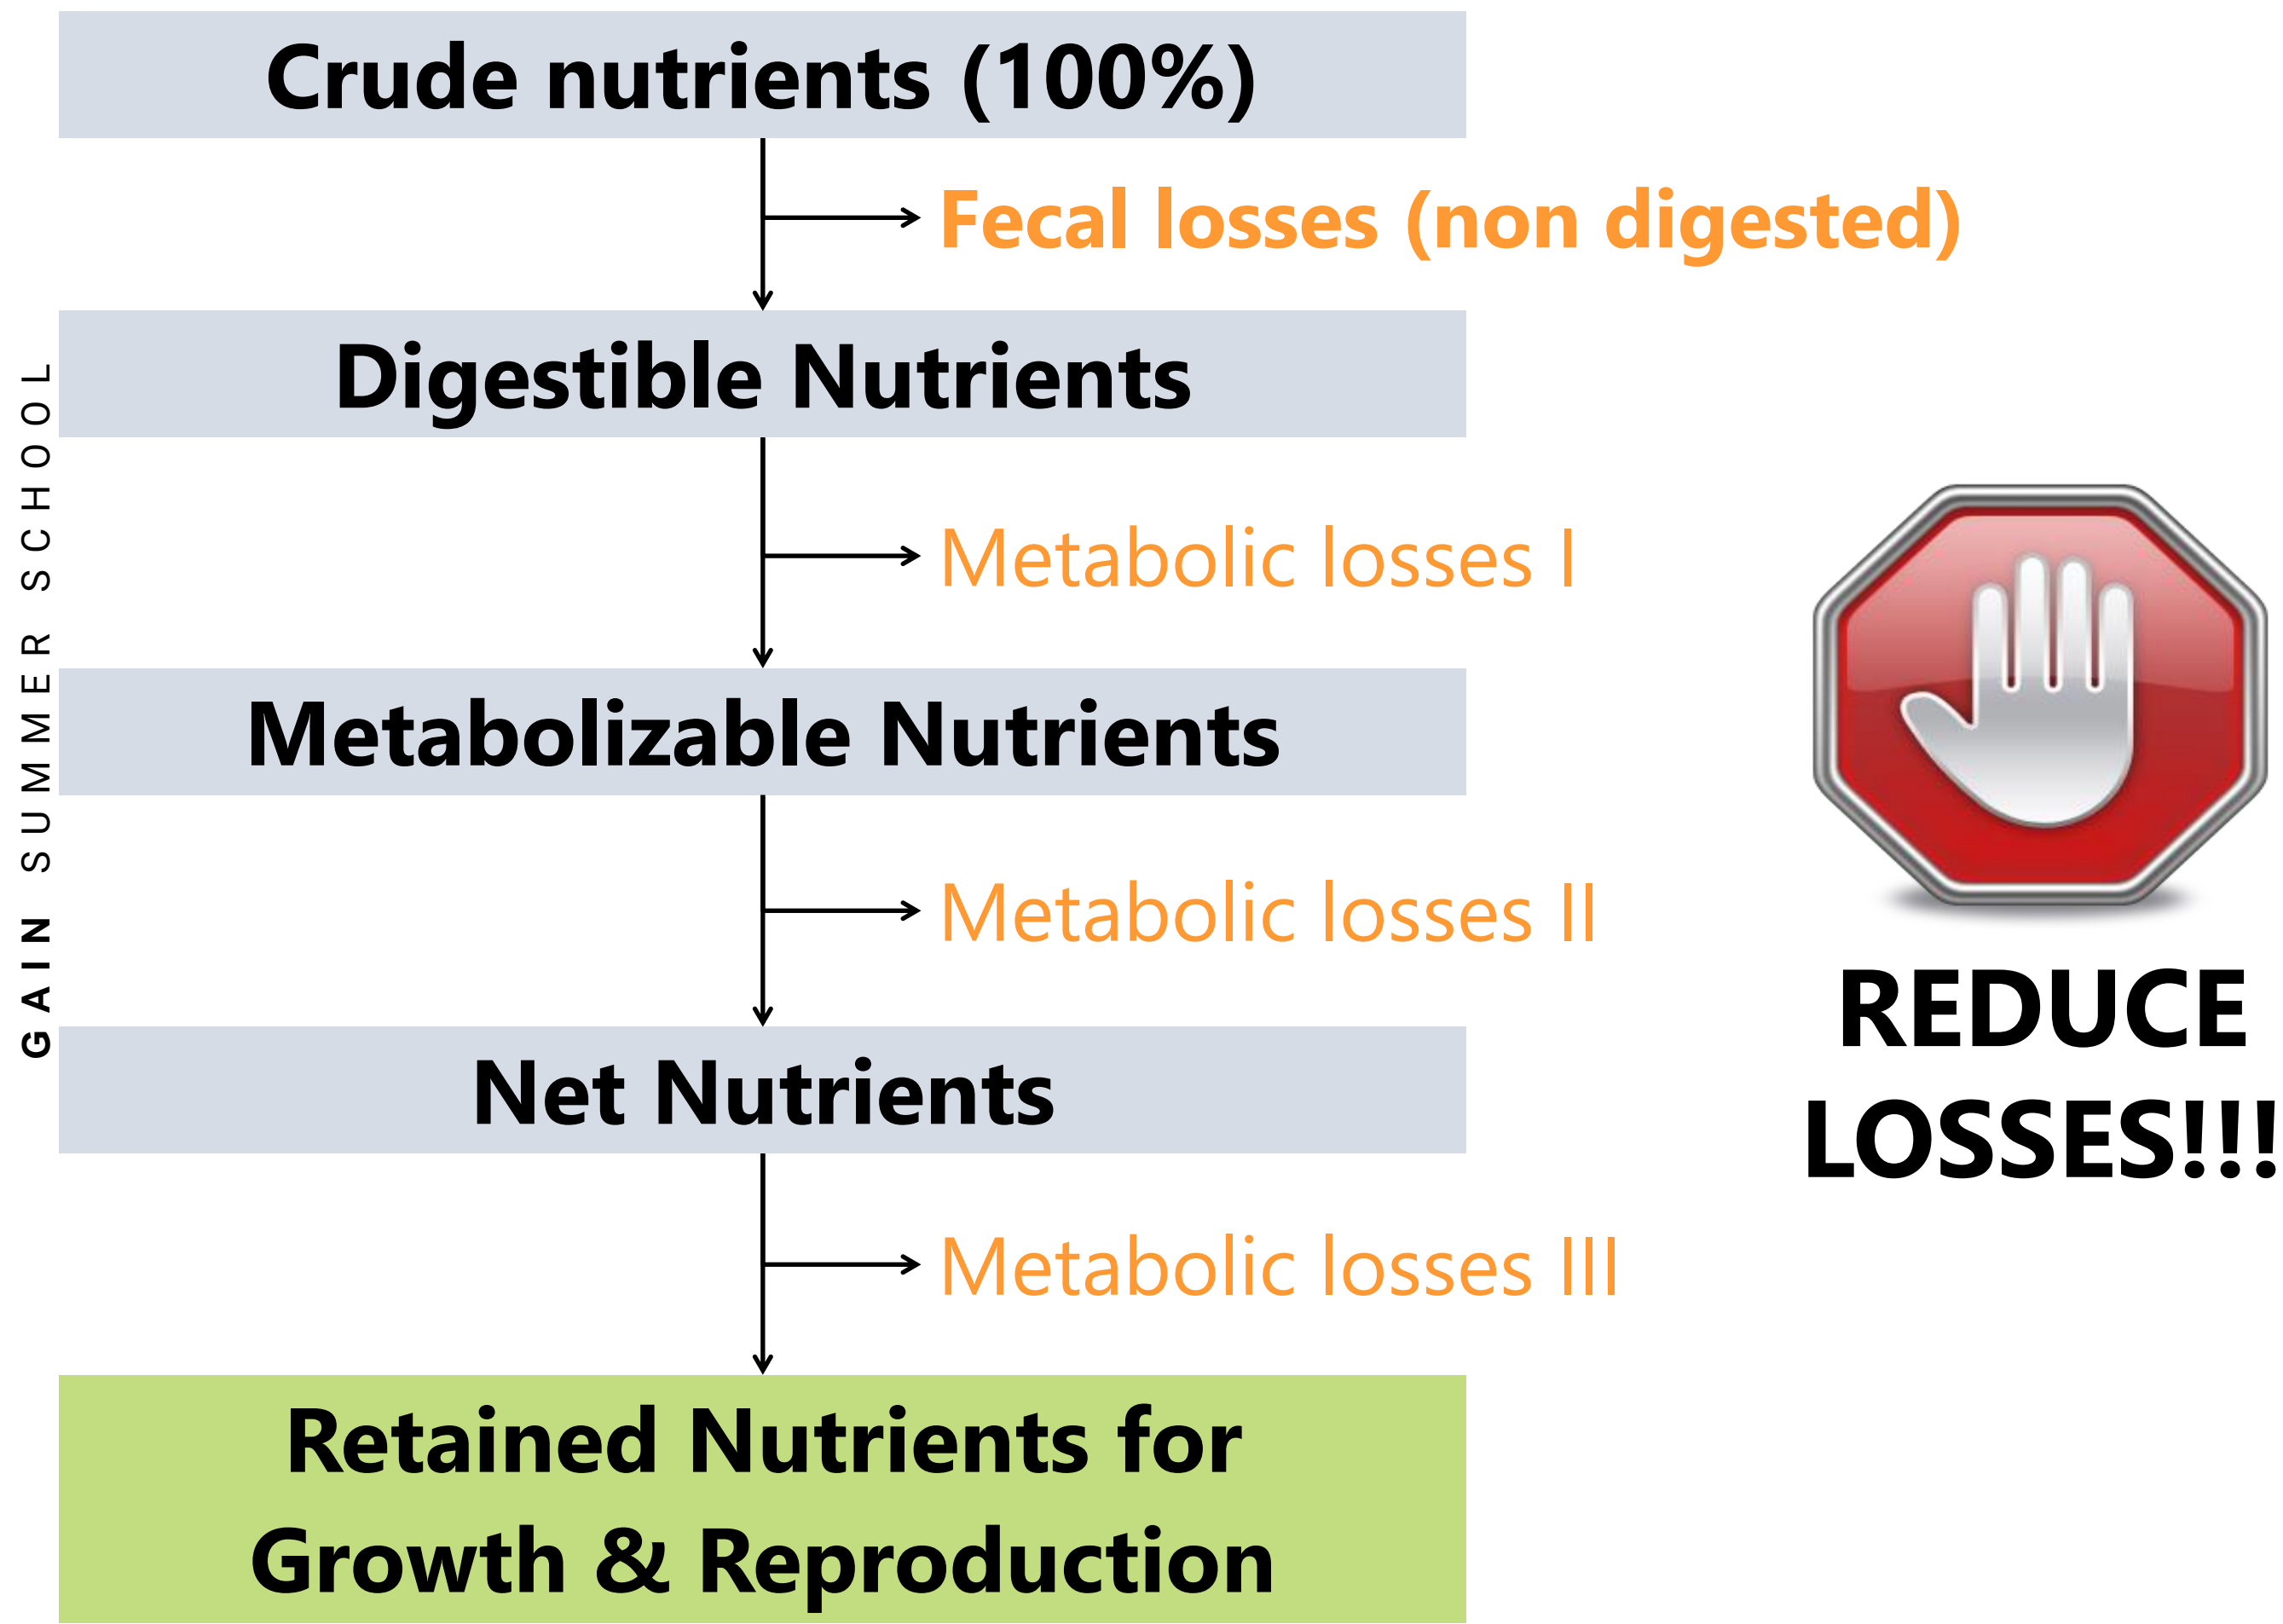 Crude nutrients (100%)
Fecal losses (non digested)
Digestible Nutrients
Metabolic losses I
Metabolizable Nutrients
Metabolic losses II
Net Nutrients
Metabolic losses III
Retained Nutrients for
Growth & Reproduction
REDUCE
LOSSES!!!
GAIN SUMMER SCHOOL